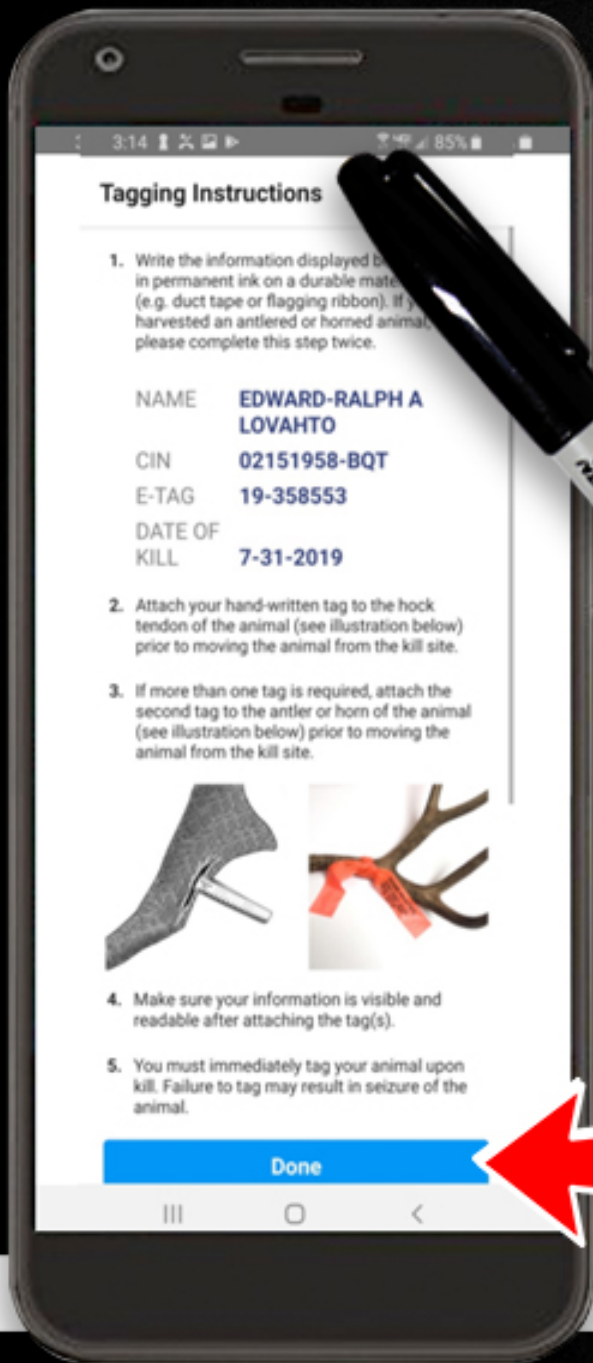 3:14 85%
Tagging Instructions
1. Write the information displayed
in permanent ink on a durable
(e.g. duct tape or flagging ribbon). If
harvested an antlered or horned animal,
please complete this step twice.
NAME EDWARD-RALPH A
LOVAHTO
CIN 02151958-BQT
E-TAG 19-358553
DATE OF
KILL 7-31-2019
2. Attach your hand-written tag to the hock
tendon of the animal (see illustration below)
prior to moving the animal from the kill site.
3. If more than one tag is required, attach the
second tag to the antler or horn of the animal
(see illustration below) prior to moving the
animal from the kill site.
4. Make sure your information is visible and
readable after attaching the tag(s).
5. You must immediately tag your animal upon
kill. Failure to tag may result in seizure of the
animal.
Done